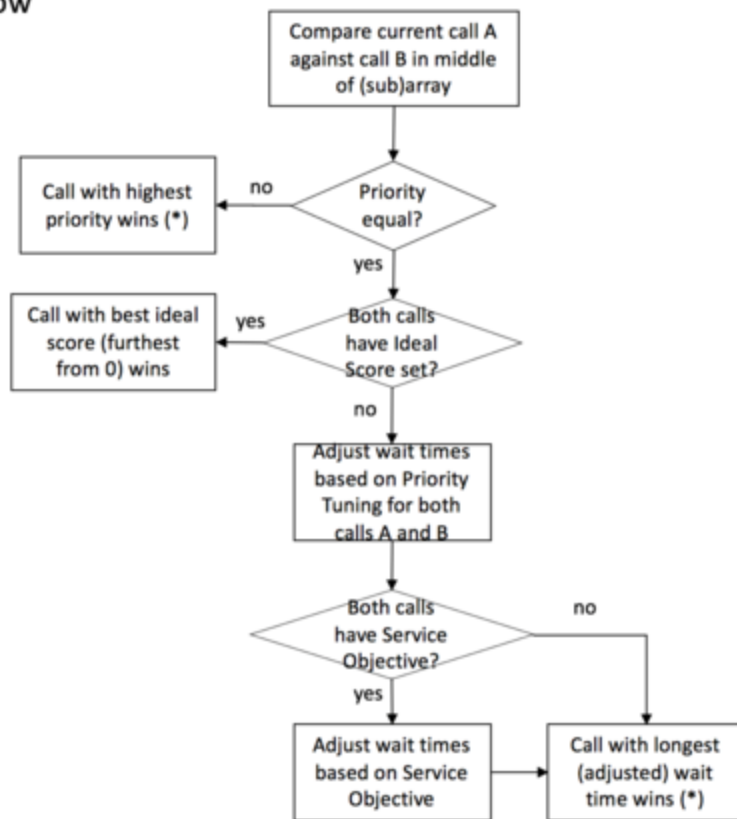 Compare current call A
against call B in middle
of (sub)array
Priority
equal?
no
Call with highest
priority wins (*)
yes
Both calls
have Ideal
Score set?
yes
Call with best ideal
score (furthest
from 0) wins
no
Adjust wait times
based on Priority
Tuning for both
calls A and B
Both calls
have Service
Objective?
no
yes
Adjust wait times
based on Service
Objective
Call with longest
(adjusted) wait
time wins (*)